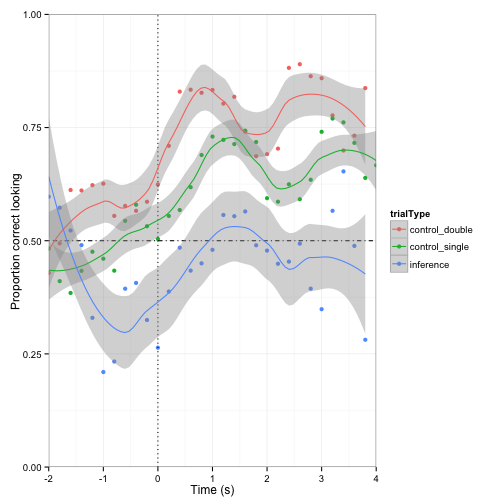 1.00
0.75
0.50
0.25
0.00
Proportion correct looking
-2 -1 0 1 2 3 4
Time (s)
trialType
control_double
control_single
inference